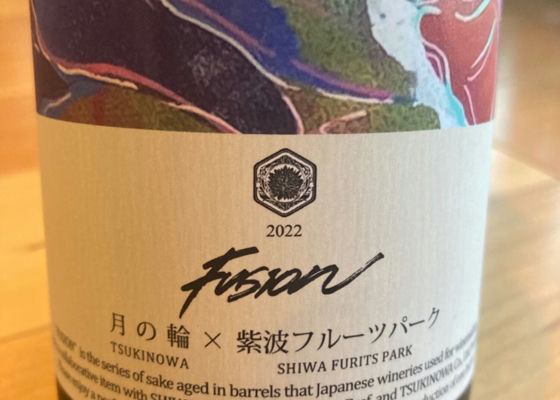 2022
Fusion
月の輪 × 紫波フルーツパーク
TSUKINOWA SHIWA FURITS PARK
is the series of sake aged in barrels that Japanese wineries used for
item with and TSUKINOWA
enjoy a